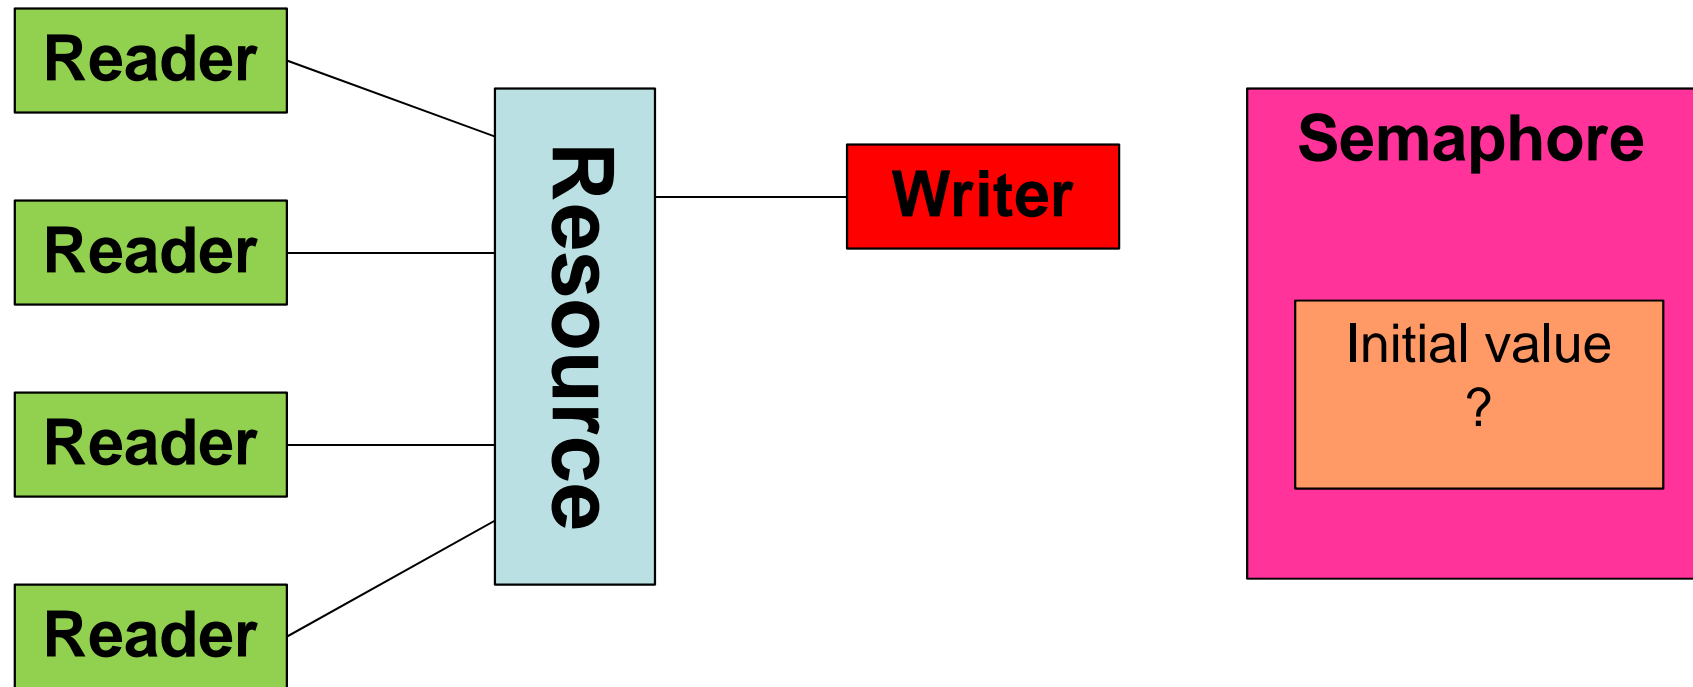 Reader
Reader
Reader
Reader
Resource
Writer
Semaphore
Initial value
?